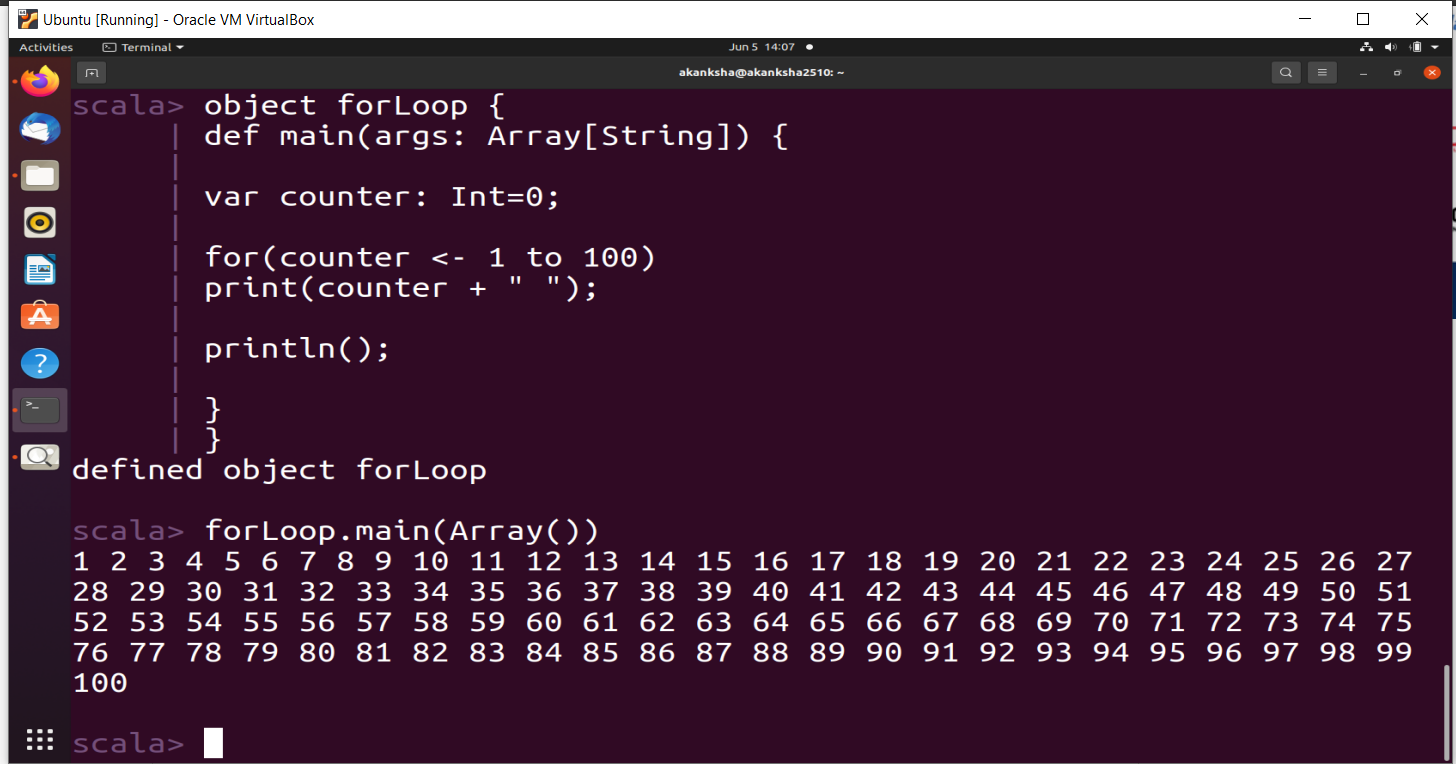 Ubuntu [Running] - Oracle VM VirtualBox
Activities Terminal Jun 5 14:07
akanksha@akanksha2510: ~
scala> object forLoop {
| def main(args: Array[String]) {
|
| var counter: Int=0;
|
| for(counter <- 1 to 100)
| print(counter + " ");
|
| println();
|
| }
| }
defined object forLoop
scala> forLoop.main(Array())
1 2 3 4 5 6 7 8 9 10 11 12 13 14 15 16 17 18 19 20 21 22 23 24 25 26 27
28 29 30 31 32 33 34 35 36 37 38 39 40 41 42 43 44 45 46 47 48 49 50 51
52 53 54 55 56 57 58 59 60 61 62 63 64 65 66 67 68 69 70 71 72 73 74 75
76 77 78 79 80 81 82 83 84 85 86 87 88 89 90 91 92 93 94 95 96 97 98 99
100
scala>